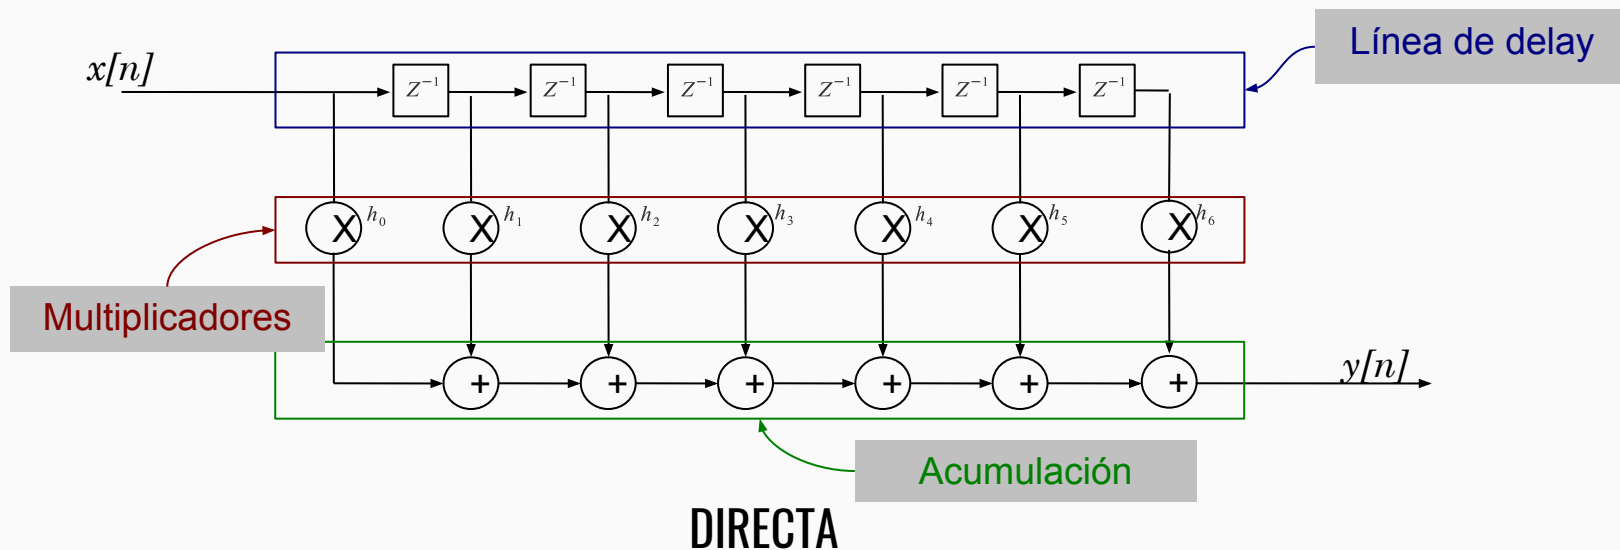 Línea de delay
x[n]
Z⁻¹ Z⁻¹ Z⁻¹ Z⁻¹ Z⁻¹ Z⁻¹
X h₀ X h₁ X h₂ X h₃ X h₄ X h₅ X h₆
Multiplicadores
+ + + + + +
y[n]
Acumulación
DIRECTA